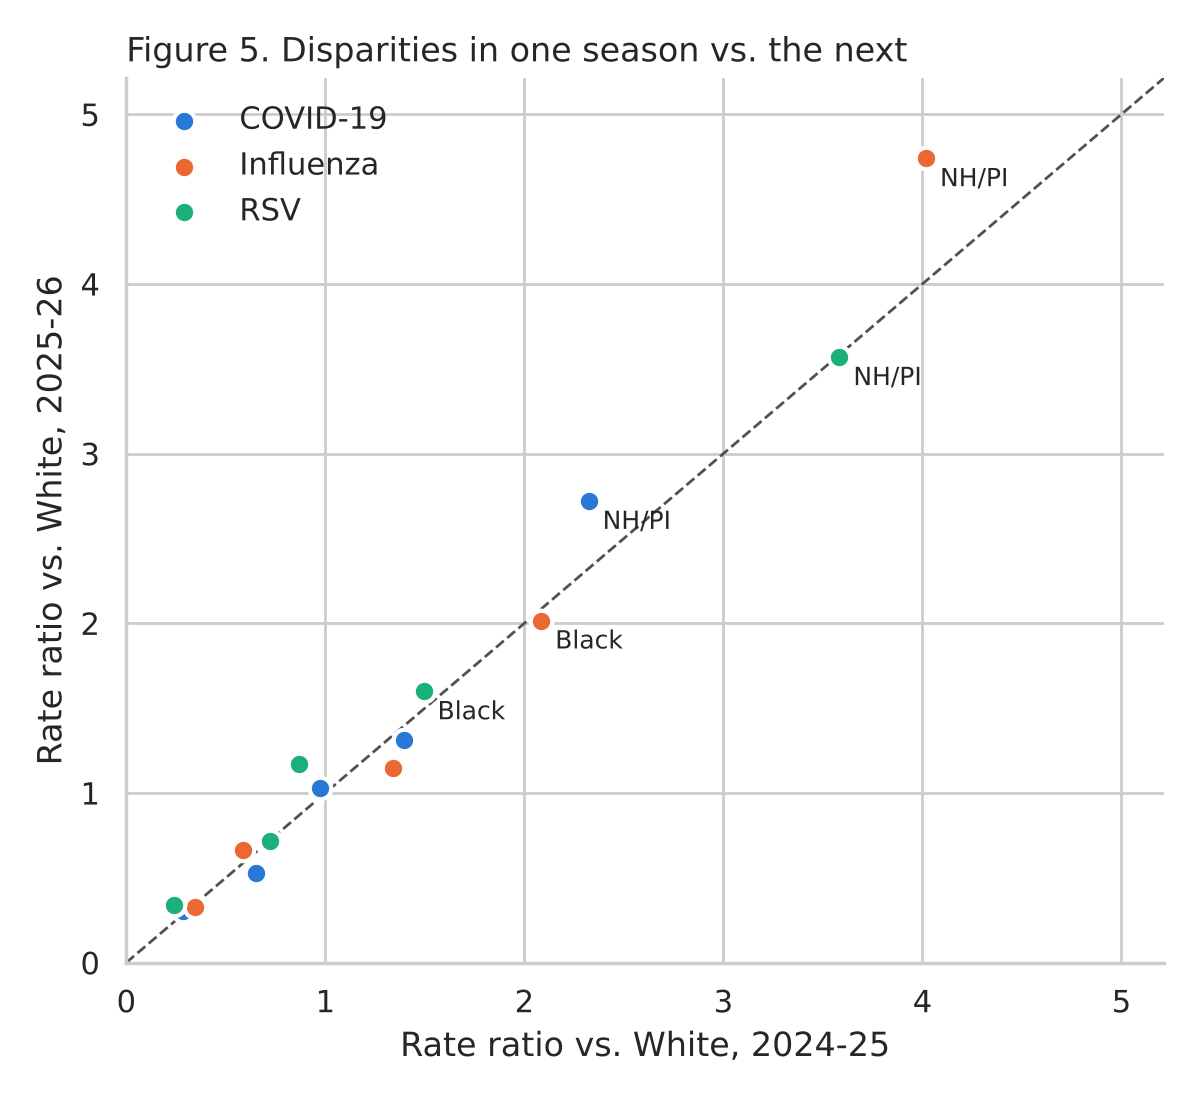 Figure 5. Disparities in one season vs. the next
COVID-19
Influenza
RSV
NH/PI
NH/PI
NH/PI
Black
Black
5
4
3
2
1
0
0 1 2 3 4 5
Rate ratio vs. White, 2025-26
Rate ratio vs. White, 2024-25